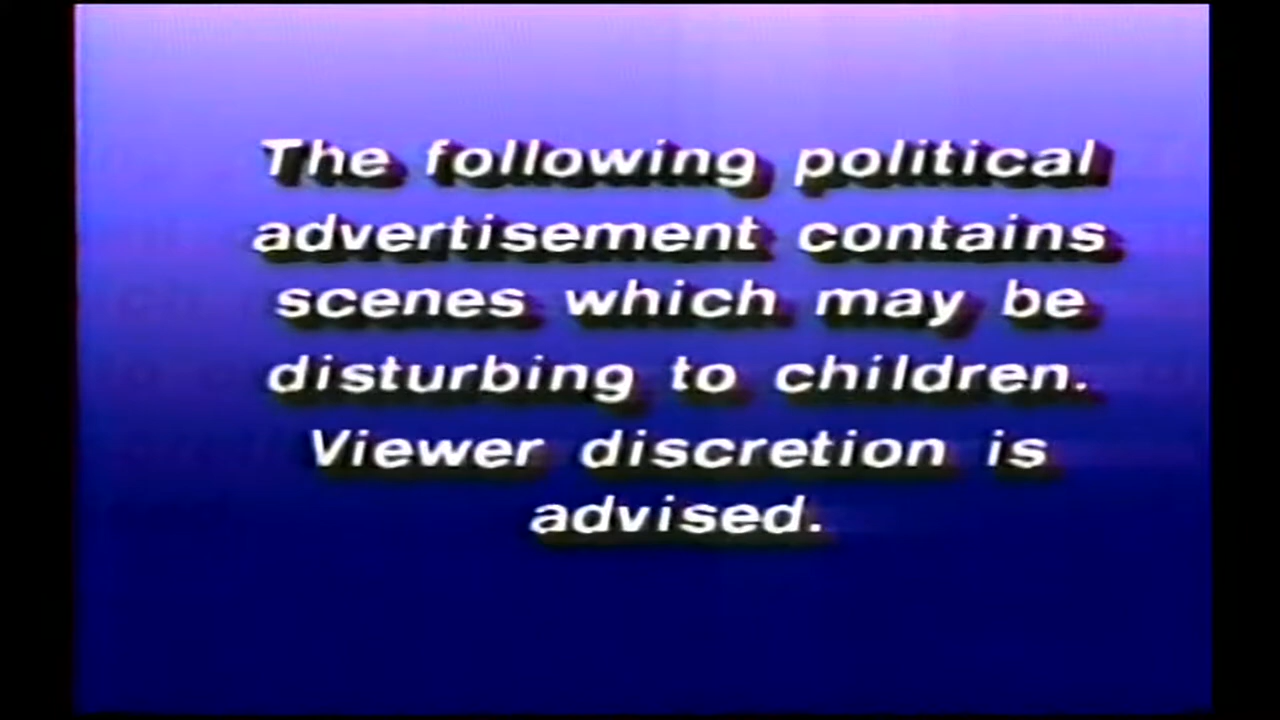 The following political
advertisement contains
scenes which may be
disturbing to children.
Viewer discretion is
advised.